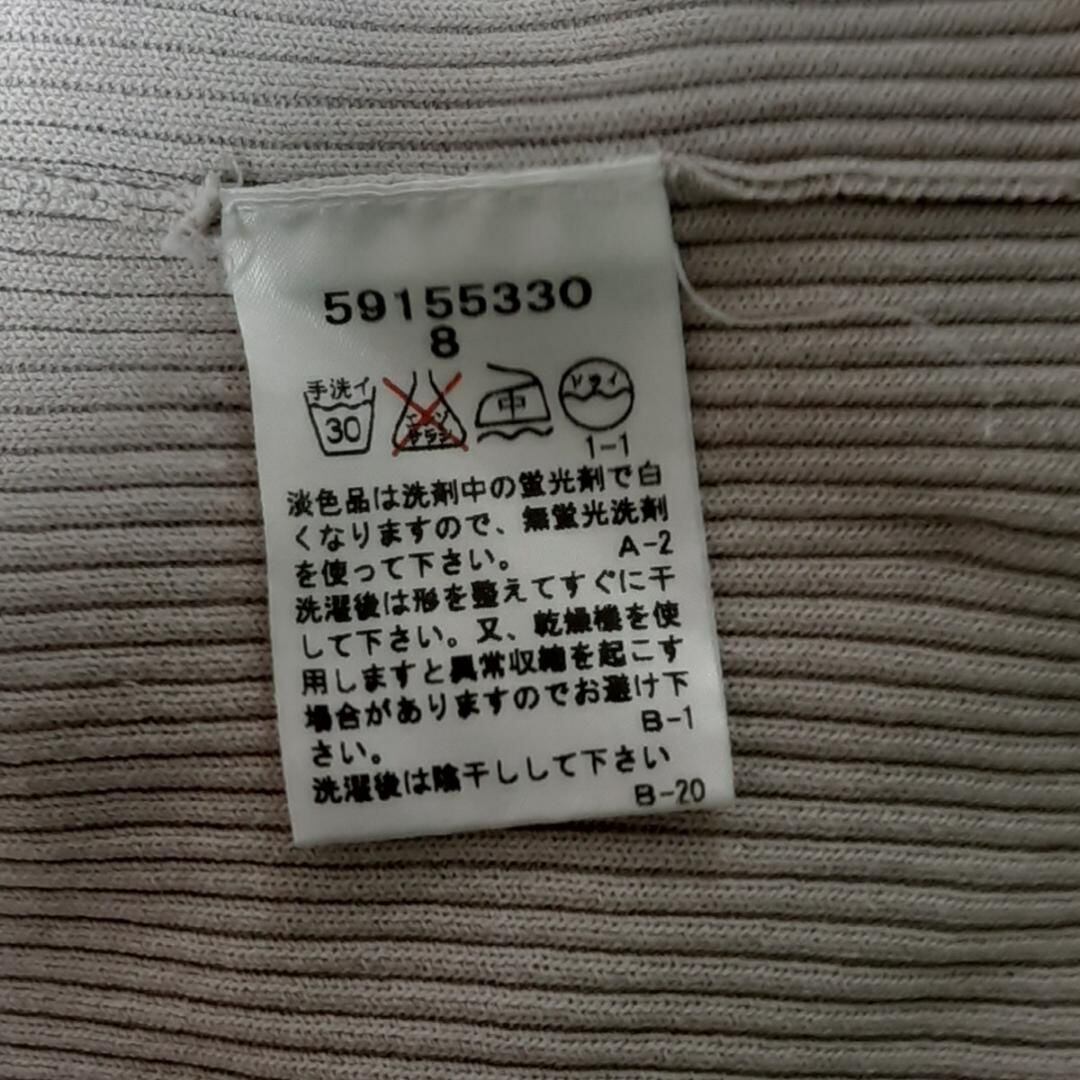 59155330
8
手洗イ
30
エンソ
サラシ
中
ドライ
1-1
淡色品は洗剤中の蛍光剤で白
くなりますので、無蛍光洗剤
を使って下さい。 A-2
洗濯後は形を整えてすぐに干
して下さい。又、乾燥機を使
用しますと異常収縮を起こす
場合がありますのでお避け下
さい。 B-1
洗濯後は陰干しして下さい
B-20